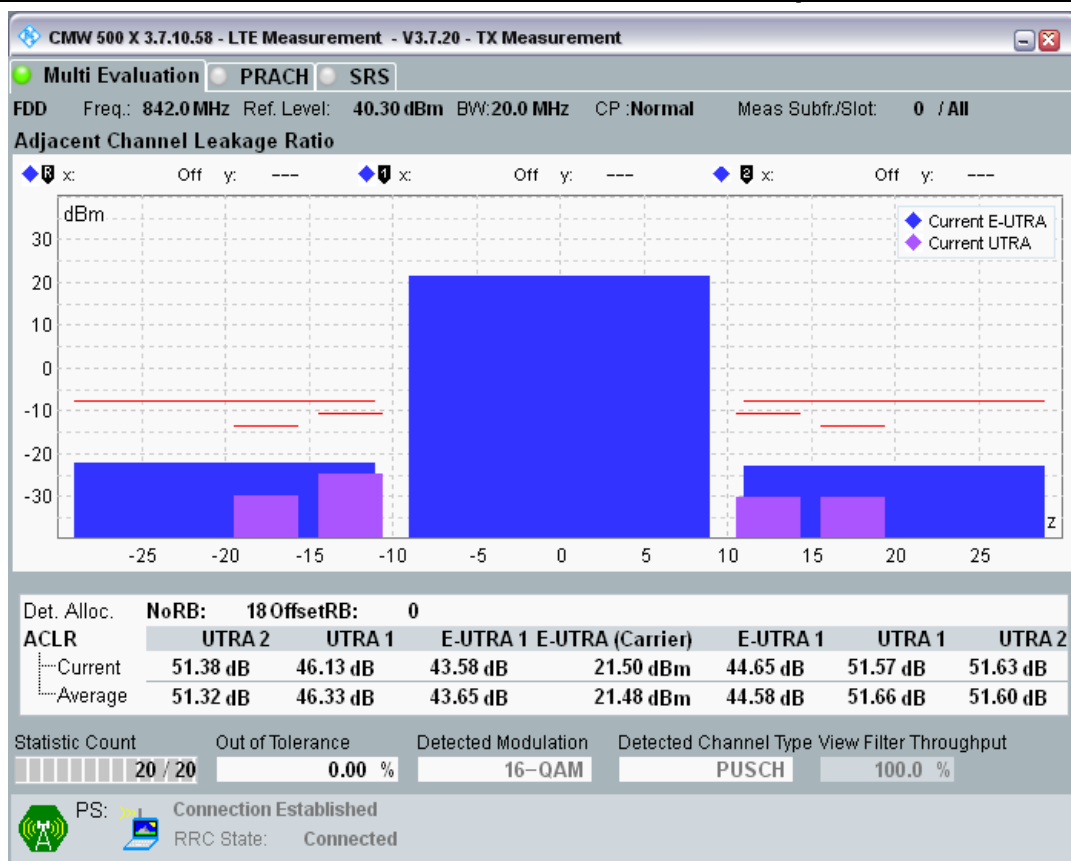 CMW 500 X 3.7.10.58 - LTE Measurement - V3.7.20 - TX Measurement
Multi Evaluation PRACH SRS
FDD Freq.: 842.0 MHz Ref. Level: 40.30 dBm BW:20.0 MHz CP :Normal Meas Subfr./Slot: 0 / All
Adjacent Channel Leakage Ratio
R x: Off y: --- 1 x: Off y: --- 2 x: Off y: ---
dBm
Current E-UTRA
Current UTRA
30
20
10
0
-10
-20
-30
z
-25 -20 -15 -10 -5 0 5 10 15 20 25
Det. Alloc. NoRB: 18 OffsetRB: 0
ACLR UTRA 2 UTRA 1 E-UTRA 1 E-UTRA (Carrier) E-UTRA 1 UTRA 1 UTRA 2
Current 51.38 dB 46.13 dB 43.58 dB 21.50 dBm 44.65 dB 51.57 dB 51.63 dB
Average 51.32 dB 46.33 dB 43.65 dB 21.48 dBm 44.58 dB 51.66 dB 51.60 dB
Statistic Count Out of Tolerance Detected Modulation Detected Channel Type View Filter Throughput
20 / 20 0.00 % 16-QAM PUSCH 100.0 %
PS: Connection Established
RRC State: Connected